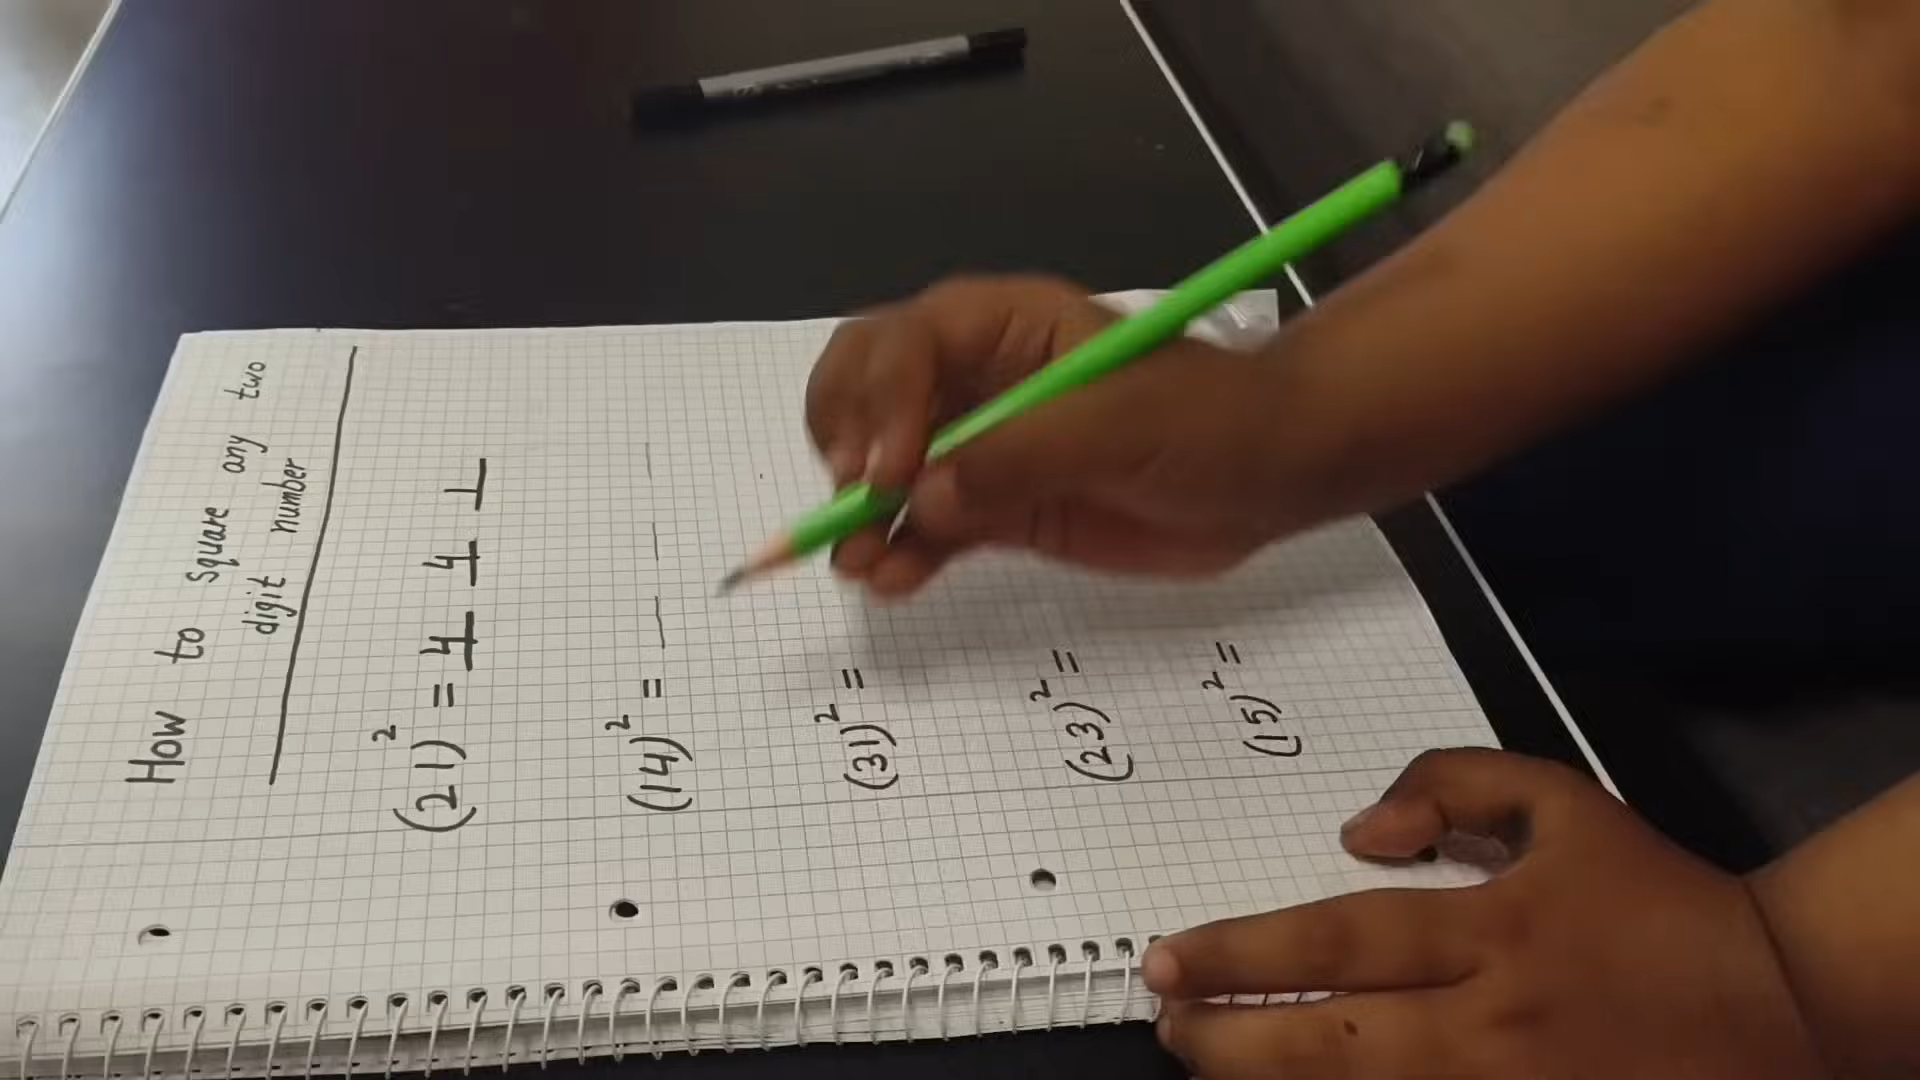 How to square any two
digit number
(21)² = 4 4 1
(14)² = _ _ _
(31)² =
(23)² =
(15)² =